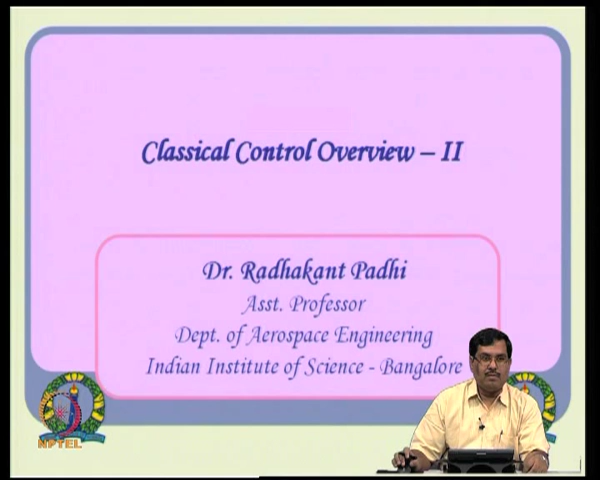 Classical Control Overview – II
Dr. Radhakant Padhi
Asst. Professor
Dept. of Aerospace Engineering
Indian Institute of Science - Bangalore
NPTEL